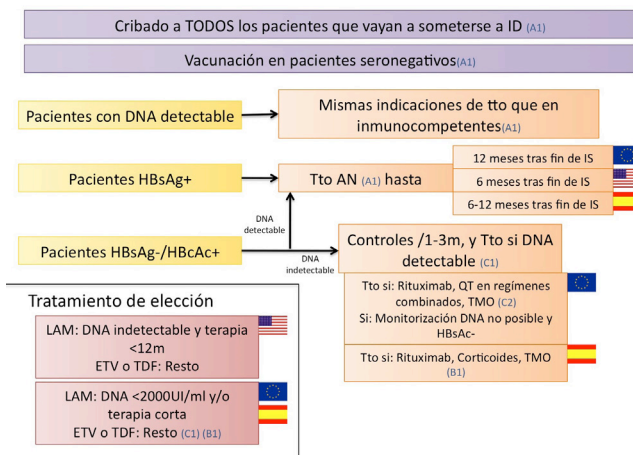 Cribado a TODOS los pacientes que vayan a someterse a ID (A1)
Vacunación en pacientes seronegativos(A1)
Pacientes con DNA detectable
Mismas indicaciones de tto que en
inmunocompetentes(A1)
Pacientes HBsAg+
Tto AN (A1) hasta
12 meses tras fin de IS
6 meses tras fin de IS
6-12 meses tras fin de IS
DNA
detectable
Pacientes HBsAg-/HBcAc+
DNA
indetectable
Controles /1-3m, y Tto si DNA
detectable (C1)
Tto si: Rituximab, QT en regímenes
combinados, TMO (C2)
Si: Monitorización DNA no posible y
HBsAc-
Tto si: Rituximab, Corticoides, TMO
(B1)
Tratamiento de elección
LAM: DNA indetectable y terapia
<12m
ETV o TDF: Resto
LAM: DNA <2000UI/ml y/o
terapia corta
ETV o TDF: Resto (C1) (B1)